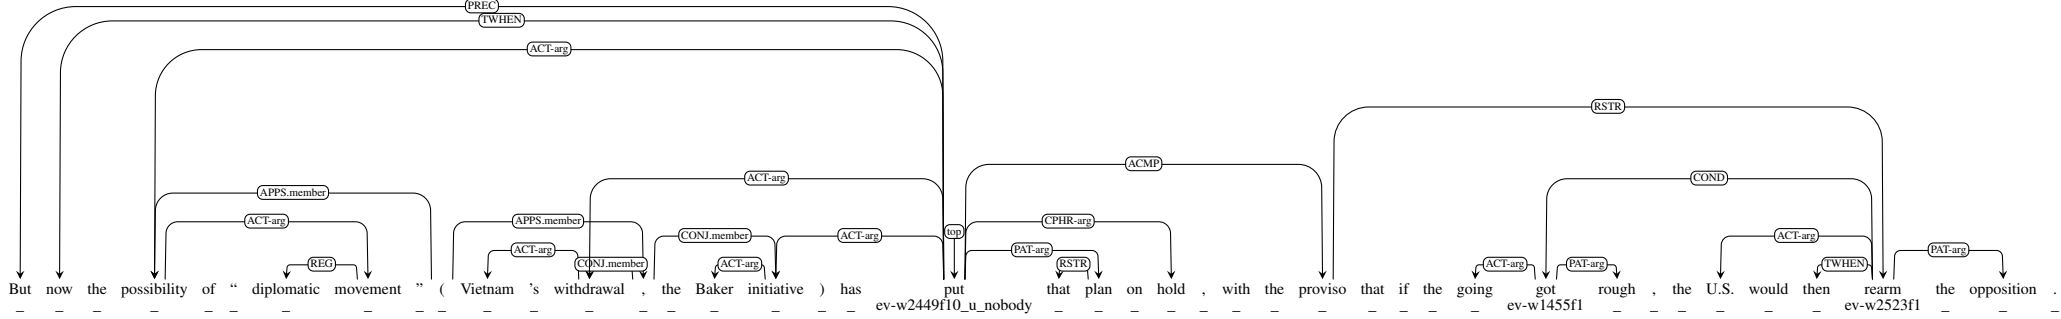 PREC
TWHEN
ACT-arg
RSTR
ACMP
ACT-arg COND
APPS.member
ACT-arg APPS.member CPHR-arg
CONJ.member ACT-arg top ACT-arg
ACT-arg PAT-arg PAT-arg
REG CONJ.member ACT-arg RSTR ACT-arg PAT-arg TWHEN
But now the possibility of “ diplomatic movement ” ( Vietnam 's withdrawal , the Baker initiative ) has put that plan on hold , with the proviso that if the going got rough , the U.S. would then rearm the opposition .
_ _ _ _ _ _ _ _ _ _ _ _ _ _ _ _ _ _ _ ev-w2449f10_u_nobody _ _ _ _ _ _ _ _ _ _ _ _ ev-w1455f1 _ _ _ _ _ _ ev-w2523f1 _ _ _